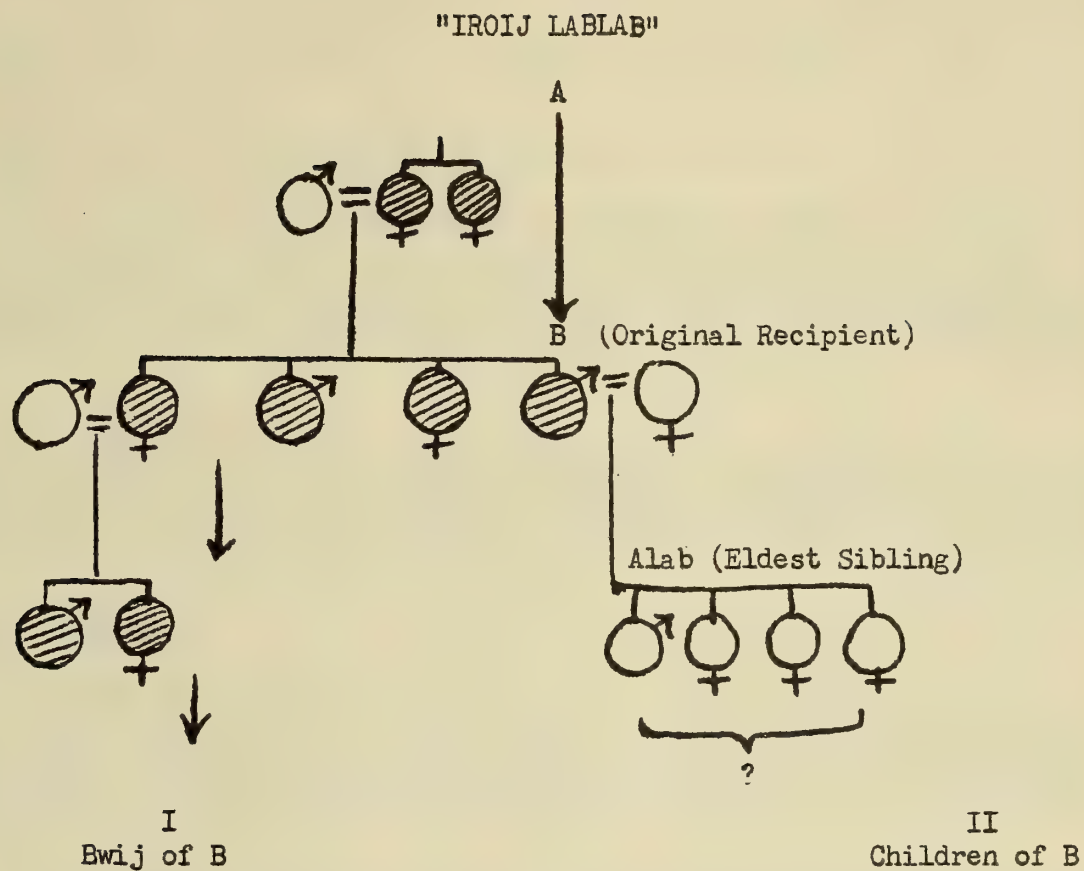 "IROIJ LABLAB"
A
B (Original Recipient)
Alab (Eldest Sibling)
?
I
Bwij of B
II
Children of B